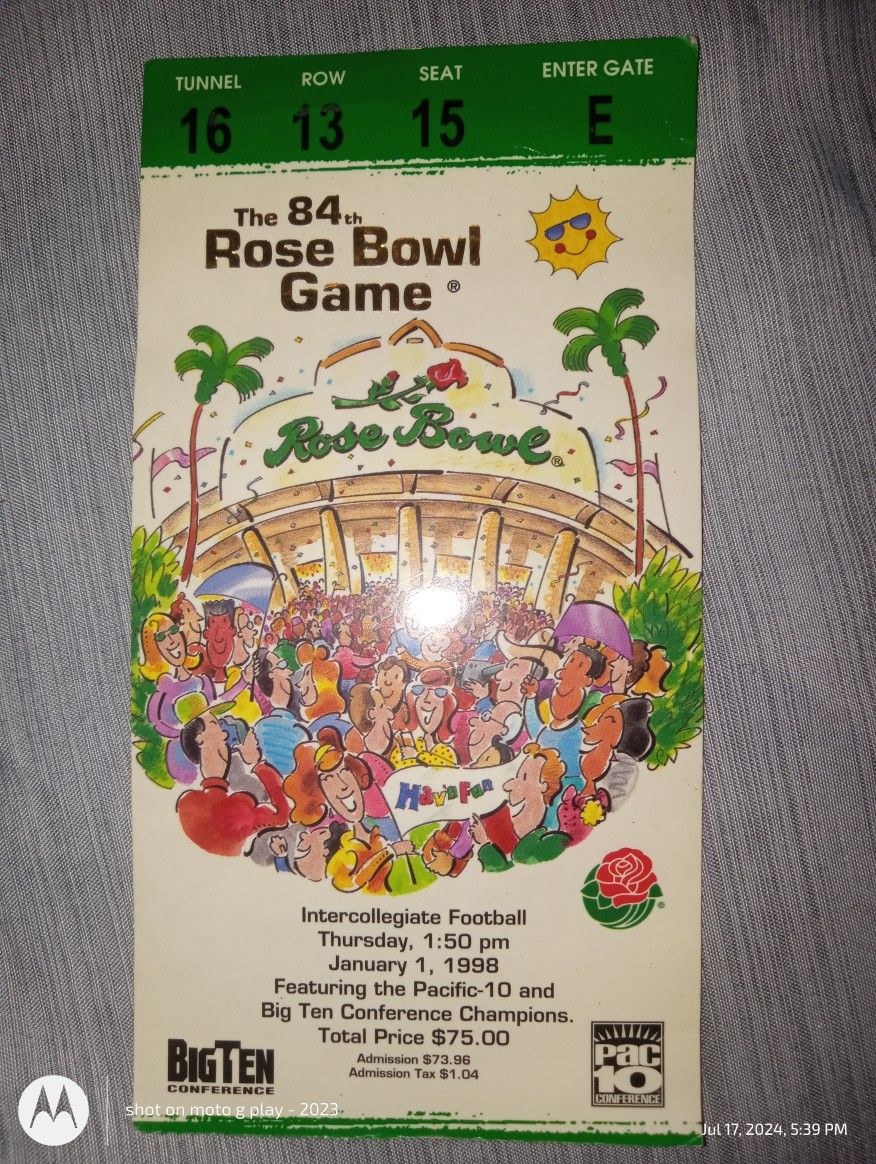 TUNNEL ROW SEAT ENTER GATE
16 13 15 E
The 84th
Rose Bowl
Game ®
Rose Bowl ®
Hav'n Fun
®
Intercollegiate Football
Thursday, 1:50 pm
January 1, 1998
Featuring the Pacific-10 and
Big Ten Conference Champions.
Total Price $75.00
Admission $73.96
Admission Tax $1.04
BIG TEN
CONFERENCE
PAC
10
CONFERENCE
shot on moto g play - 2023
Jul 17, 2024, 5:39 PM